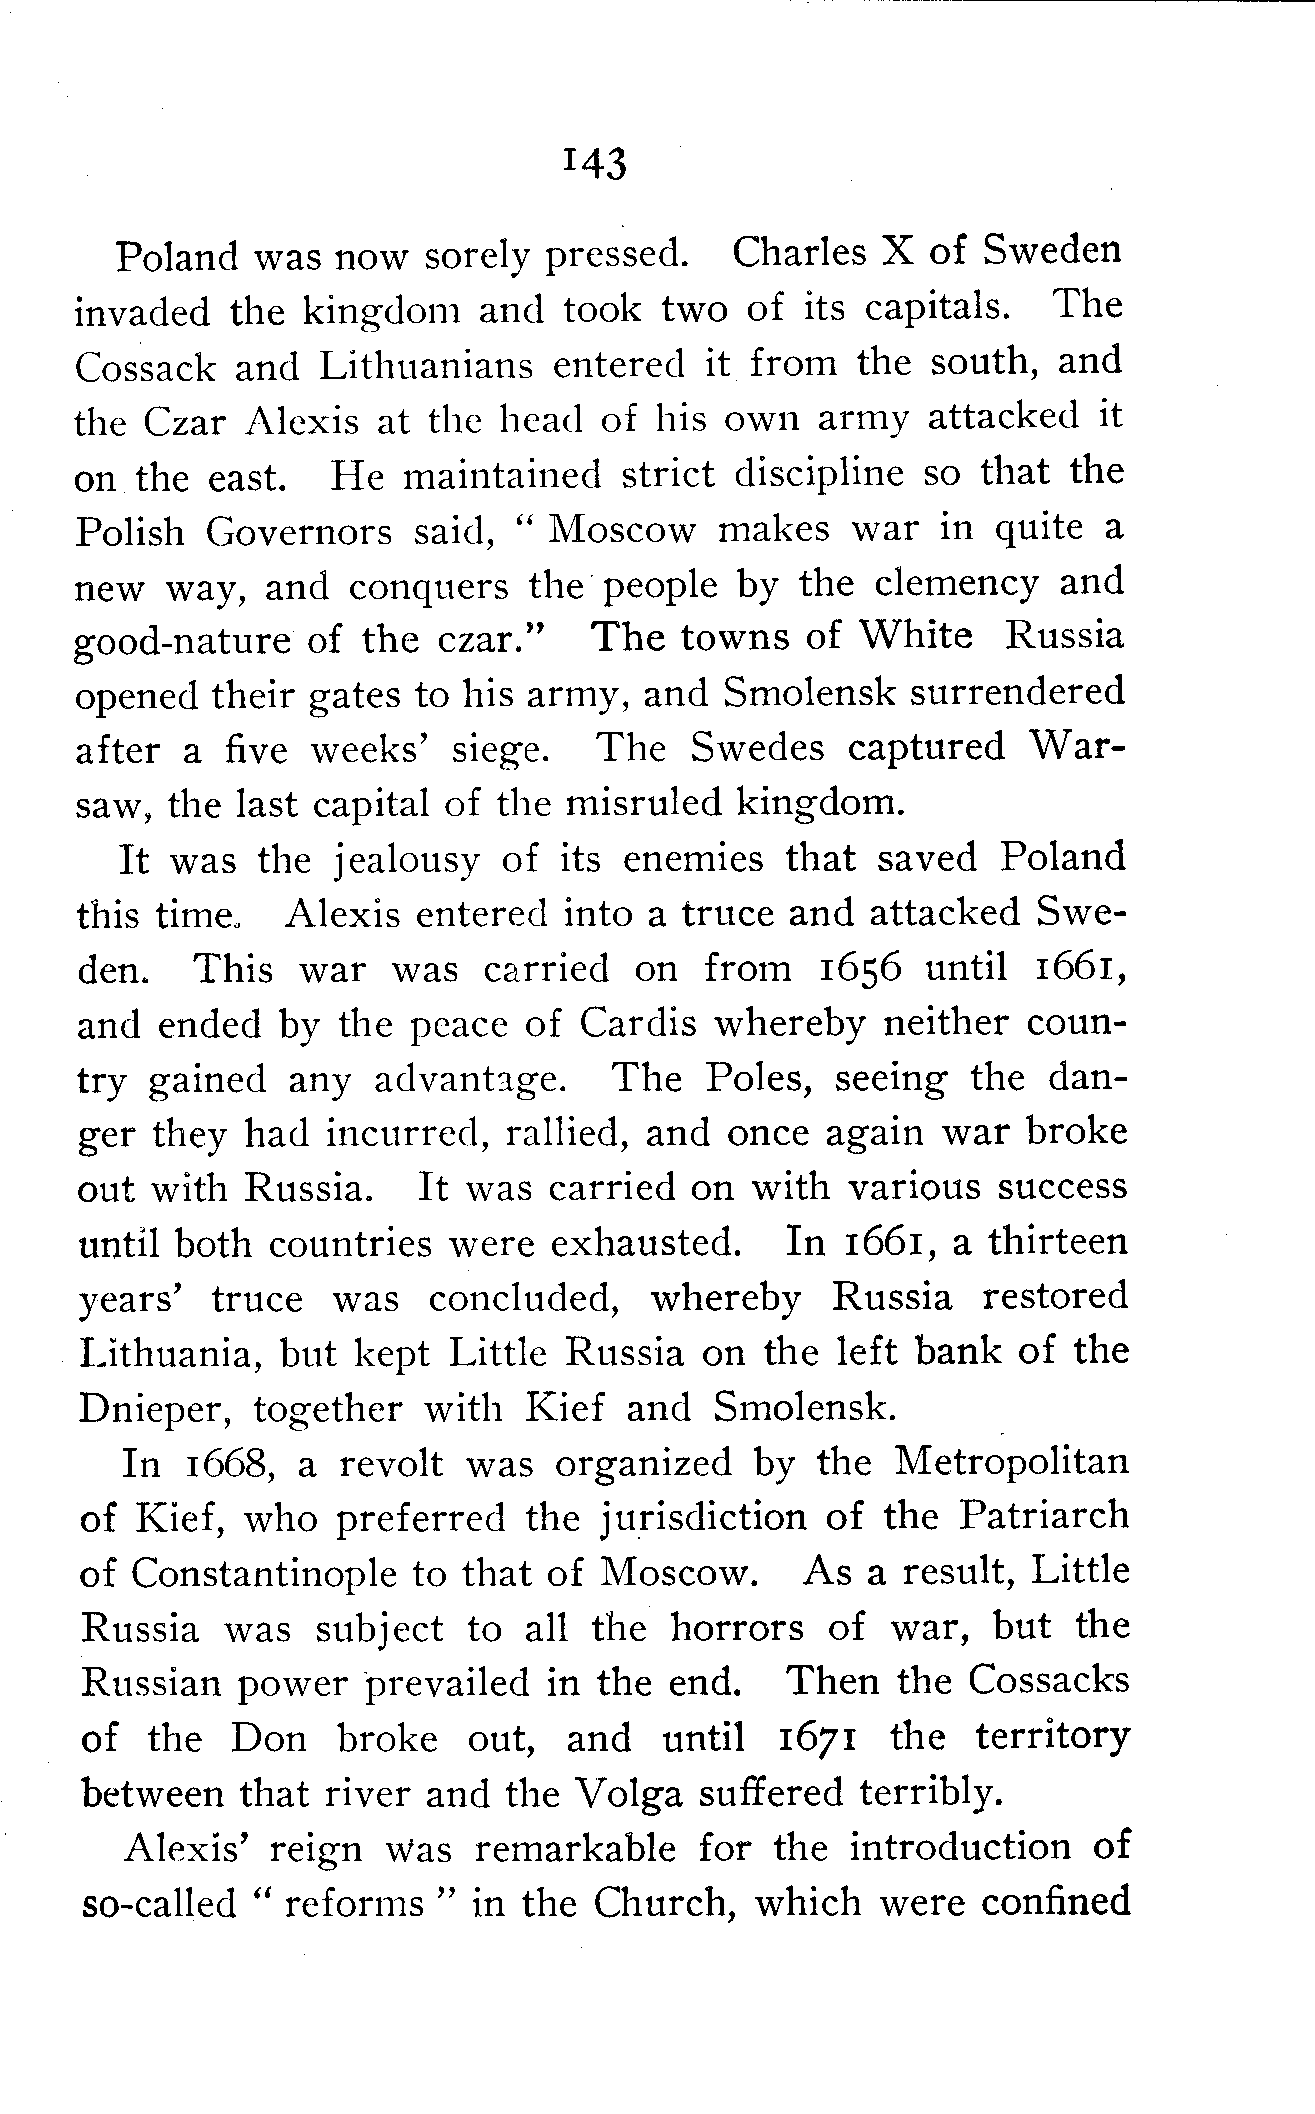 143
Poland was now sorely pressed. Charles X of Sweden
invaded the kingdom and took two of its capitals. The
Cossack and Lithuanians entered it from the south, and
the Czar Alexis at the head of his own army attacked it
on the east. He maintained strict discipline so that the
Polish Governors said, “ Moscow makes war in quite a
new way, and conquers the people by the clemency and
good-nature of the czar.” The towns of White Russia
opened their gates to his army, and Smolensk surrendered
after a five weeks’ siege. The Swedes captured War-
saw, the last capital of the misruled kingdom.
It was the jealousy of its enemies that saved Poland
this time. Alexis entered into a truce and attacked Swe-
den. This war was carried on from 1656 until 1661,
and ended by the peace of Cardis whereby neither coun-
try gained any advantage. The Poles, seeing the dan-
ger they had incurred, rallied, and once again war broke
out with Russia. It was carried on with various success
until both countries were exhausted. In 1661, a thirteen
years’ truce was concluded, whereby Russia restored
Lithuania, but kept Little Russia on the left bank of the
Dnieper, together with Kief and Smolensk.
In 1668, a revolt was organized by the Metropolitan
of Kief, who preferred the jurisdiction of the Patriarch
of Constantinople to that of Moscow. As a result, Little
Russia was subject to all the horrors of war, but the
Russian power prevailed in the end. Then the Cossacks
of the Don broke out, and until 1671 the territory
between that river and the Volga suffered terribly.
Alexis’ reign was remarkable for the introduction of
so-called “ reforms ” in the Church, which were confined